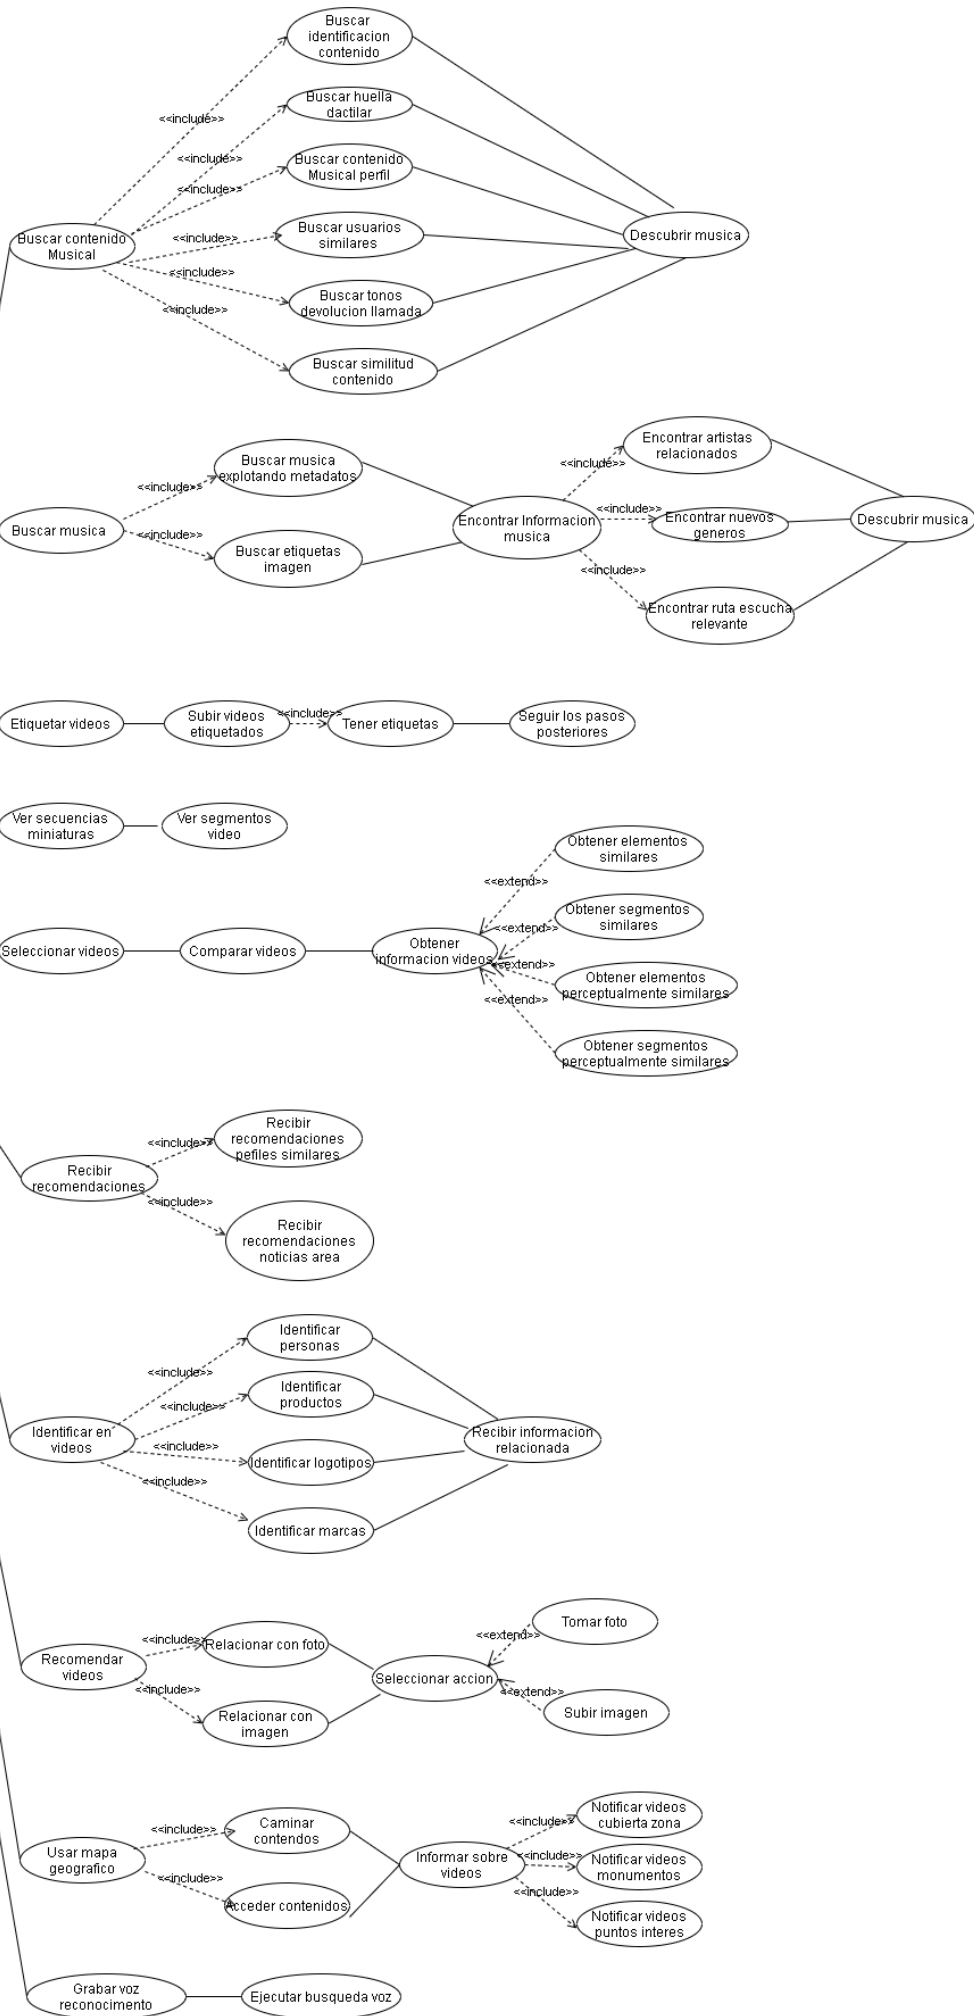 Buscar
identificacion
contenido
<<include>>
Buscar huella
dactilar
<<include>>
Buscar contenido
Musical perfil
<<include>>
Buscar contenido
Musical
<<include>>
Buscar usuarios
similares
Descubrir musica
<<include>>
Buscar tonos
devolucion llamada
<<include>>
Buscar similitud
contenido
Encontrar artistas
relacionados
Buscar musica
explotando metadatos
<<include>>
<<include>>
Buscar musica
Encontrar Informacion
musica
<<include>>
Encontrar nuevos
generos
Descubrir musica
<<include>>
Buscar etiquetas
imagen
<<include>>
Encontrar ruta escucha
relevante
Etiquetar videos
Subir videos
etiquetados
<<include>>
Tener etiquetas
Seguir los pasos
posteriores
Ver secuencias
miniaturas
Ver segmentos
video
Obtener elementos
similares
<<extend>>
Obtener segmentos
similares
<<extend>>
Seleccionar videos
Comparar videos
Obtener
informacion videos
<<extend>>
Obtener elementos
perceptualmente similares
<<extend>>
Obtener segmentos
perceptualmente similares
Recibir
recomendaciones
pefiles similares
<<include>>
Recibir
recomendaciones
<<include>>
Recibir
recomendaciones
noticias area
Identificar
personas
<<include>>
Identificar
productos
<<include>>
Identificar en
videos
Recibir informacion
relacionada
<<include>>
Identificar logotipos
<<include>>
Identificar marcas
Tomar foto
<<extend>>
<<include>>
Relacionar con foto
Recomendar
videos
Seleccionar accion
<<include>>
<<extend>>
Relacionar con
imagen
Subir imagen
Notificar videos
cubierta zona
<<include>>
Caminar
contendos
<<include>>
Usar mapa
geografico
Informar sobre
videos
<<include>>
Notificar videos
monumentos
<<include>>
Acceder contenidos
<<include>>
Notificar videos
puntos interes
Grabar voz
reconocimento
Ejecutar busqueda voz